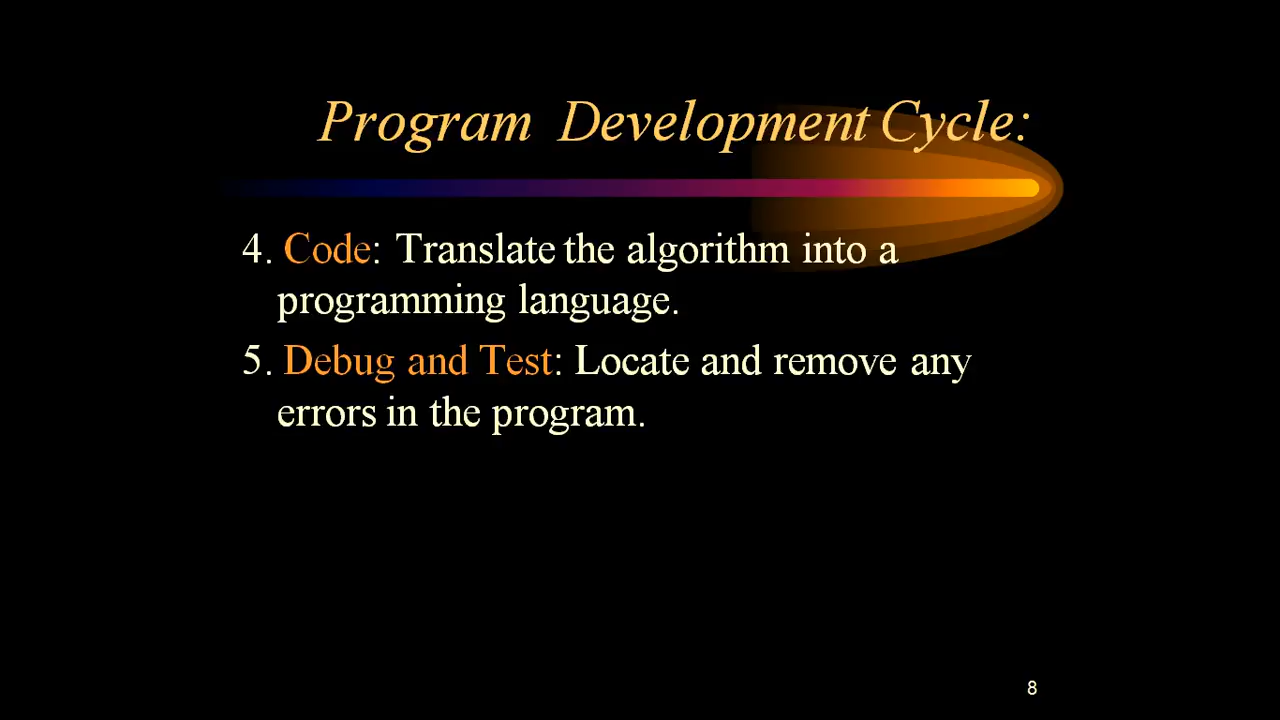 Program Development Cycle:
4. Code: Translate the algorithm into a
programming language.
5. Debug and Test: Locate and remove any
errors in the program.
8